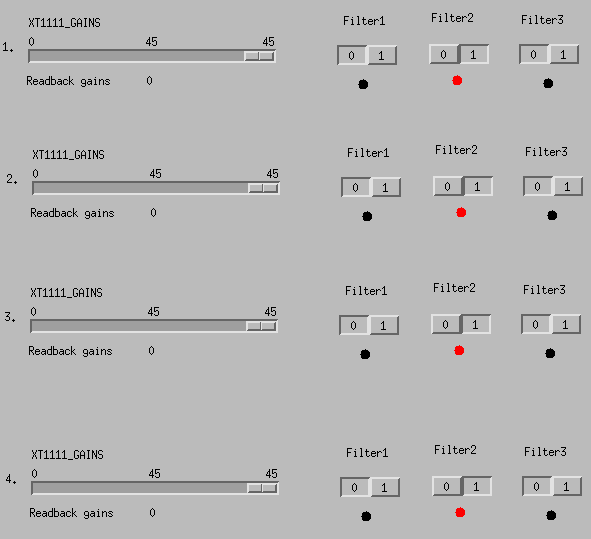 XT1111_GAINS Filter1 Filter2 Filter3
1. 0 45 45 0 1 0 1 0 1
Readback gains 0
XT1111_GAINS Filter1 Filter2 Filter3
2. 0 45 45 0 1 0 1 0 1
Readback gains 0
XT1111_GAINS Filter1 Filter2 Filter3
3. 0 45 45 0 1 0 1 0 1
Readback gains 0
XT1111_GAINS Filter1 Filter2 Filter3
4. 0 45 45 0 1 0 1 0 1
Readback gains 0